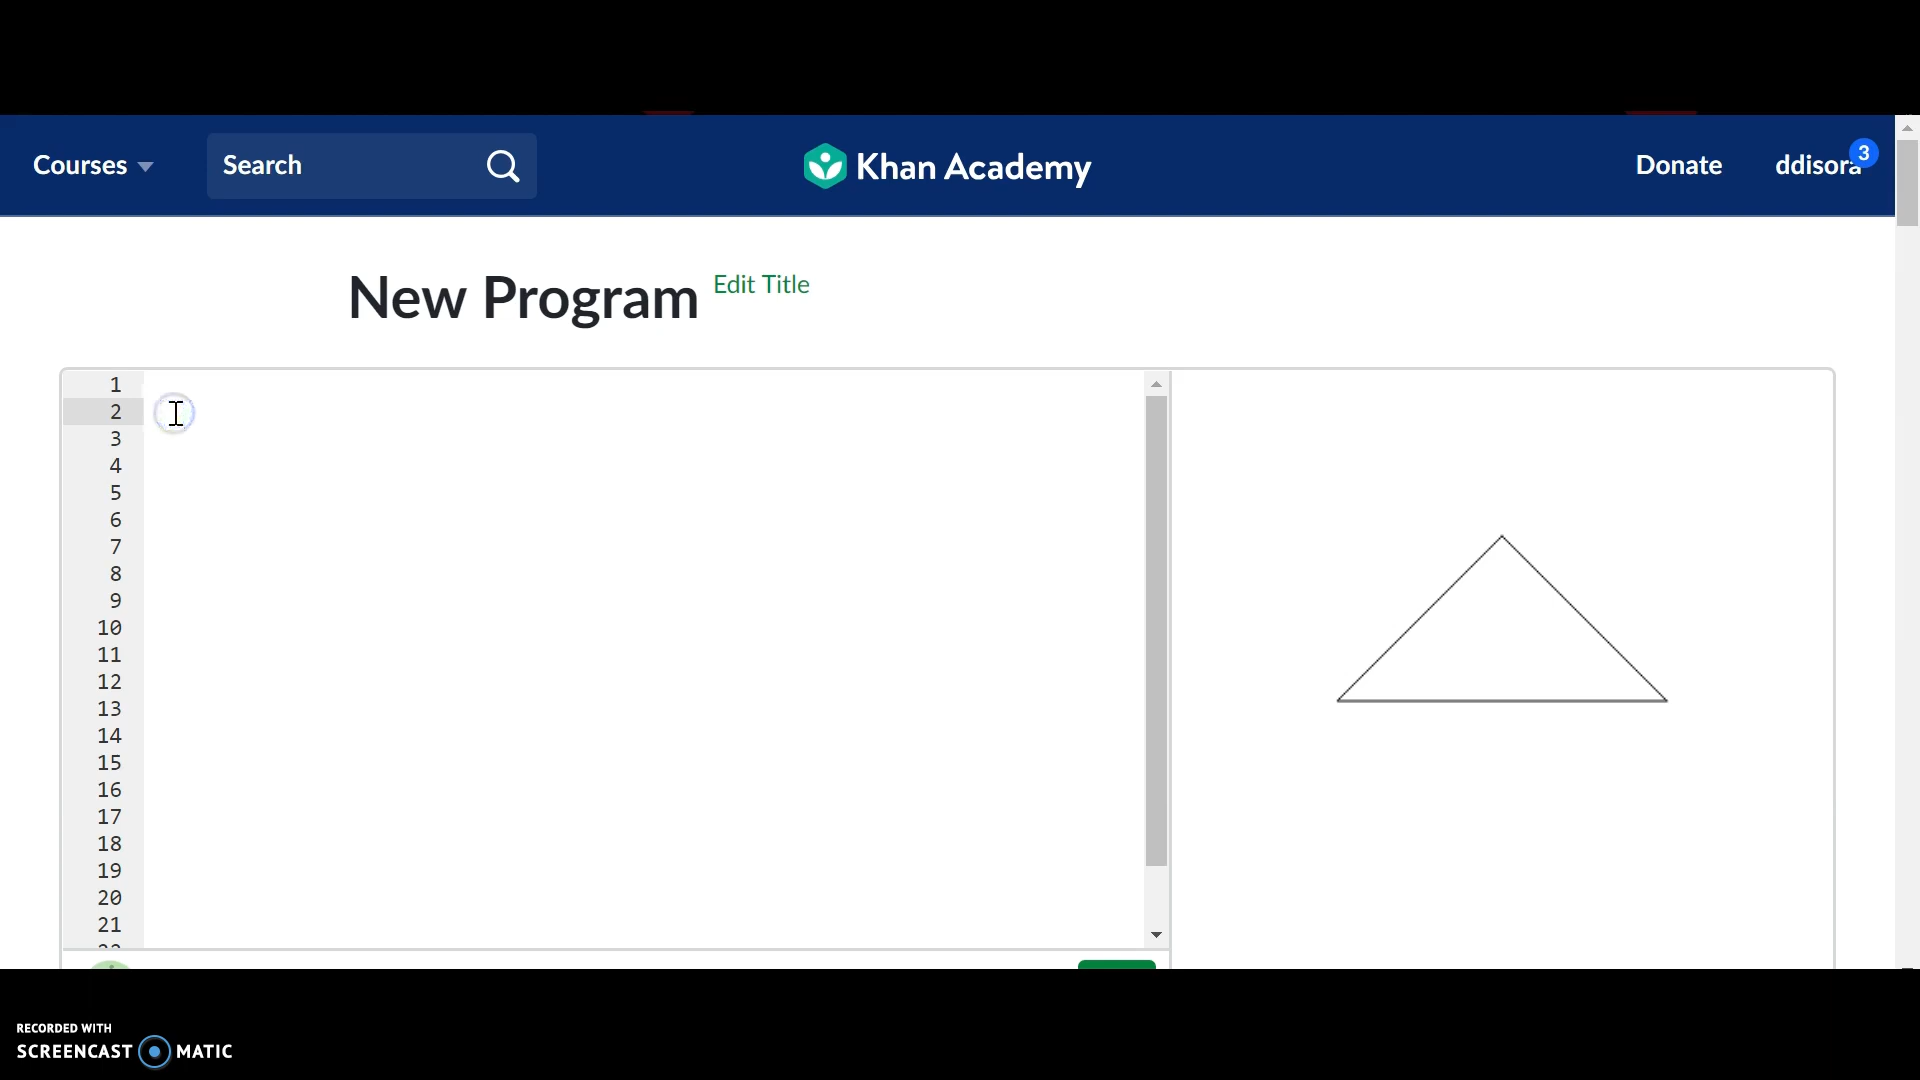 Courses
Search
Khan Academy
Donate
ddisora
3
New Program
Edit Title
1
2
3
4
5
6
7
8
9
10
11
12
13
14
15
16
17
18
19
20
21
RECORDED WITH
SCREENCAST MATIC